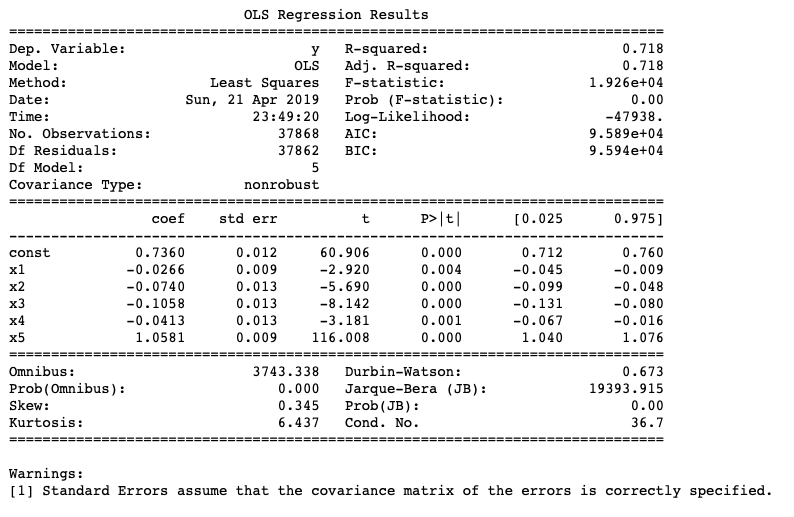 OLS Regression Results
==============================================================================
Dep. Variable:                      y   R-squared:                       0.718
Model:                            OLS   Adj. R-squared:                  0.718
Method:                 Least Squares   F-statistic:                 1.926e+04
Date:                Sun, 21 Apr 2019   Prob (F-statistic):               0.00
Time:                        23:49:20   Log-Likelihood:                -47938.
No. Observations:               37868   AIC:                         9.589e+04
Df Residuals:                   37862   BIC:                         9.594e+04
Df Model:                           5
Covariance Type:            nonrobust
==============================================================================
                 coef    std err          t      P>|t|      [0.025      0.975]
------------------------------------------------------------------------------
const          0.7360      0.012     60.906      0.000       0.712       0.760
x1            -0.0266      0.009     -2.920      0.004      -0.045      -0.009
x2            -0.0740      0.013     -5.690      0.000      -0.099      -0.048
x3            -0.1058      0.013     -8.142      0.000      -0.131      -0.080
x4            -0.0413      0.013     -3.181      0.001      -0.067      -0.016
x5             1.0581      0.009    116.008      0.000       1.040       1.076
==============================================================================
Omnibus:                     3743.338   Durbin-Watson:                   0.673
Prob(Omnibus):                  0.000   Jarque-Bera (JB):            19393.915
Skew:                           0.345   Prob(JB):                         0.00
Kurtosis:                       6.437   Cond. No.                         36.7
==============================================================================

Warnings:
[1] Standard Errors assume that the covariance matrix of the errors is correctly specified.